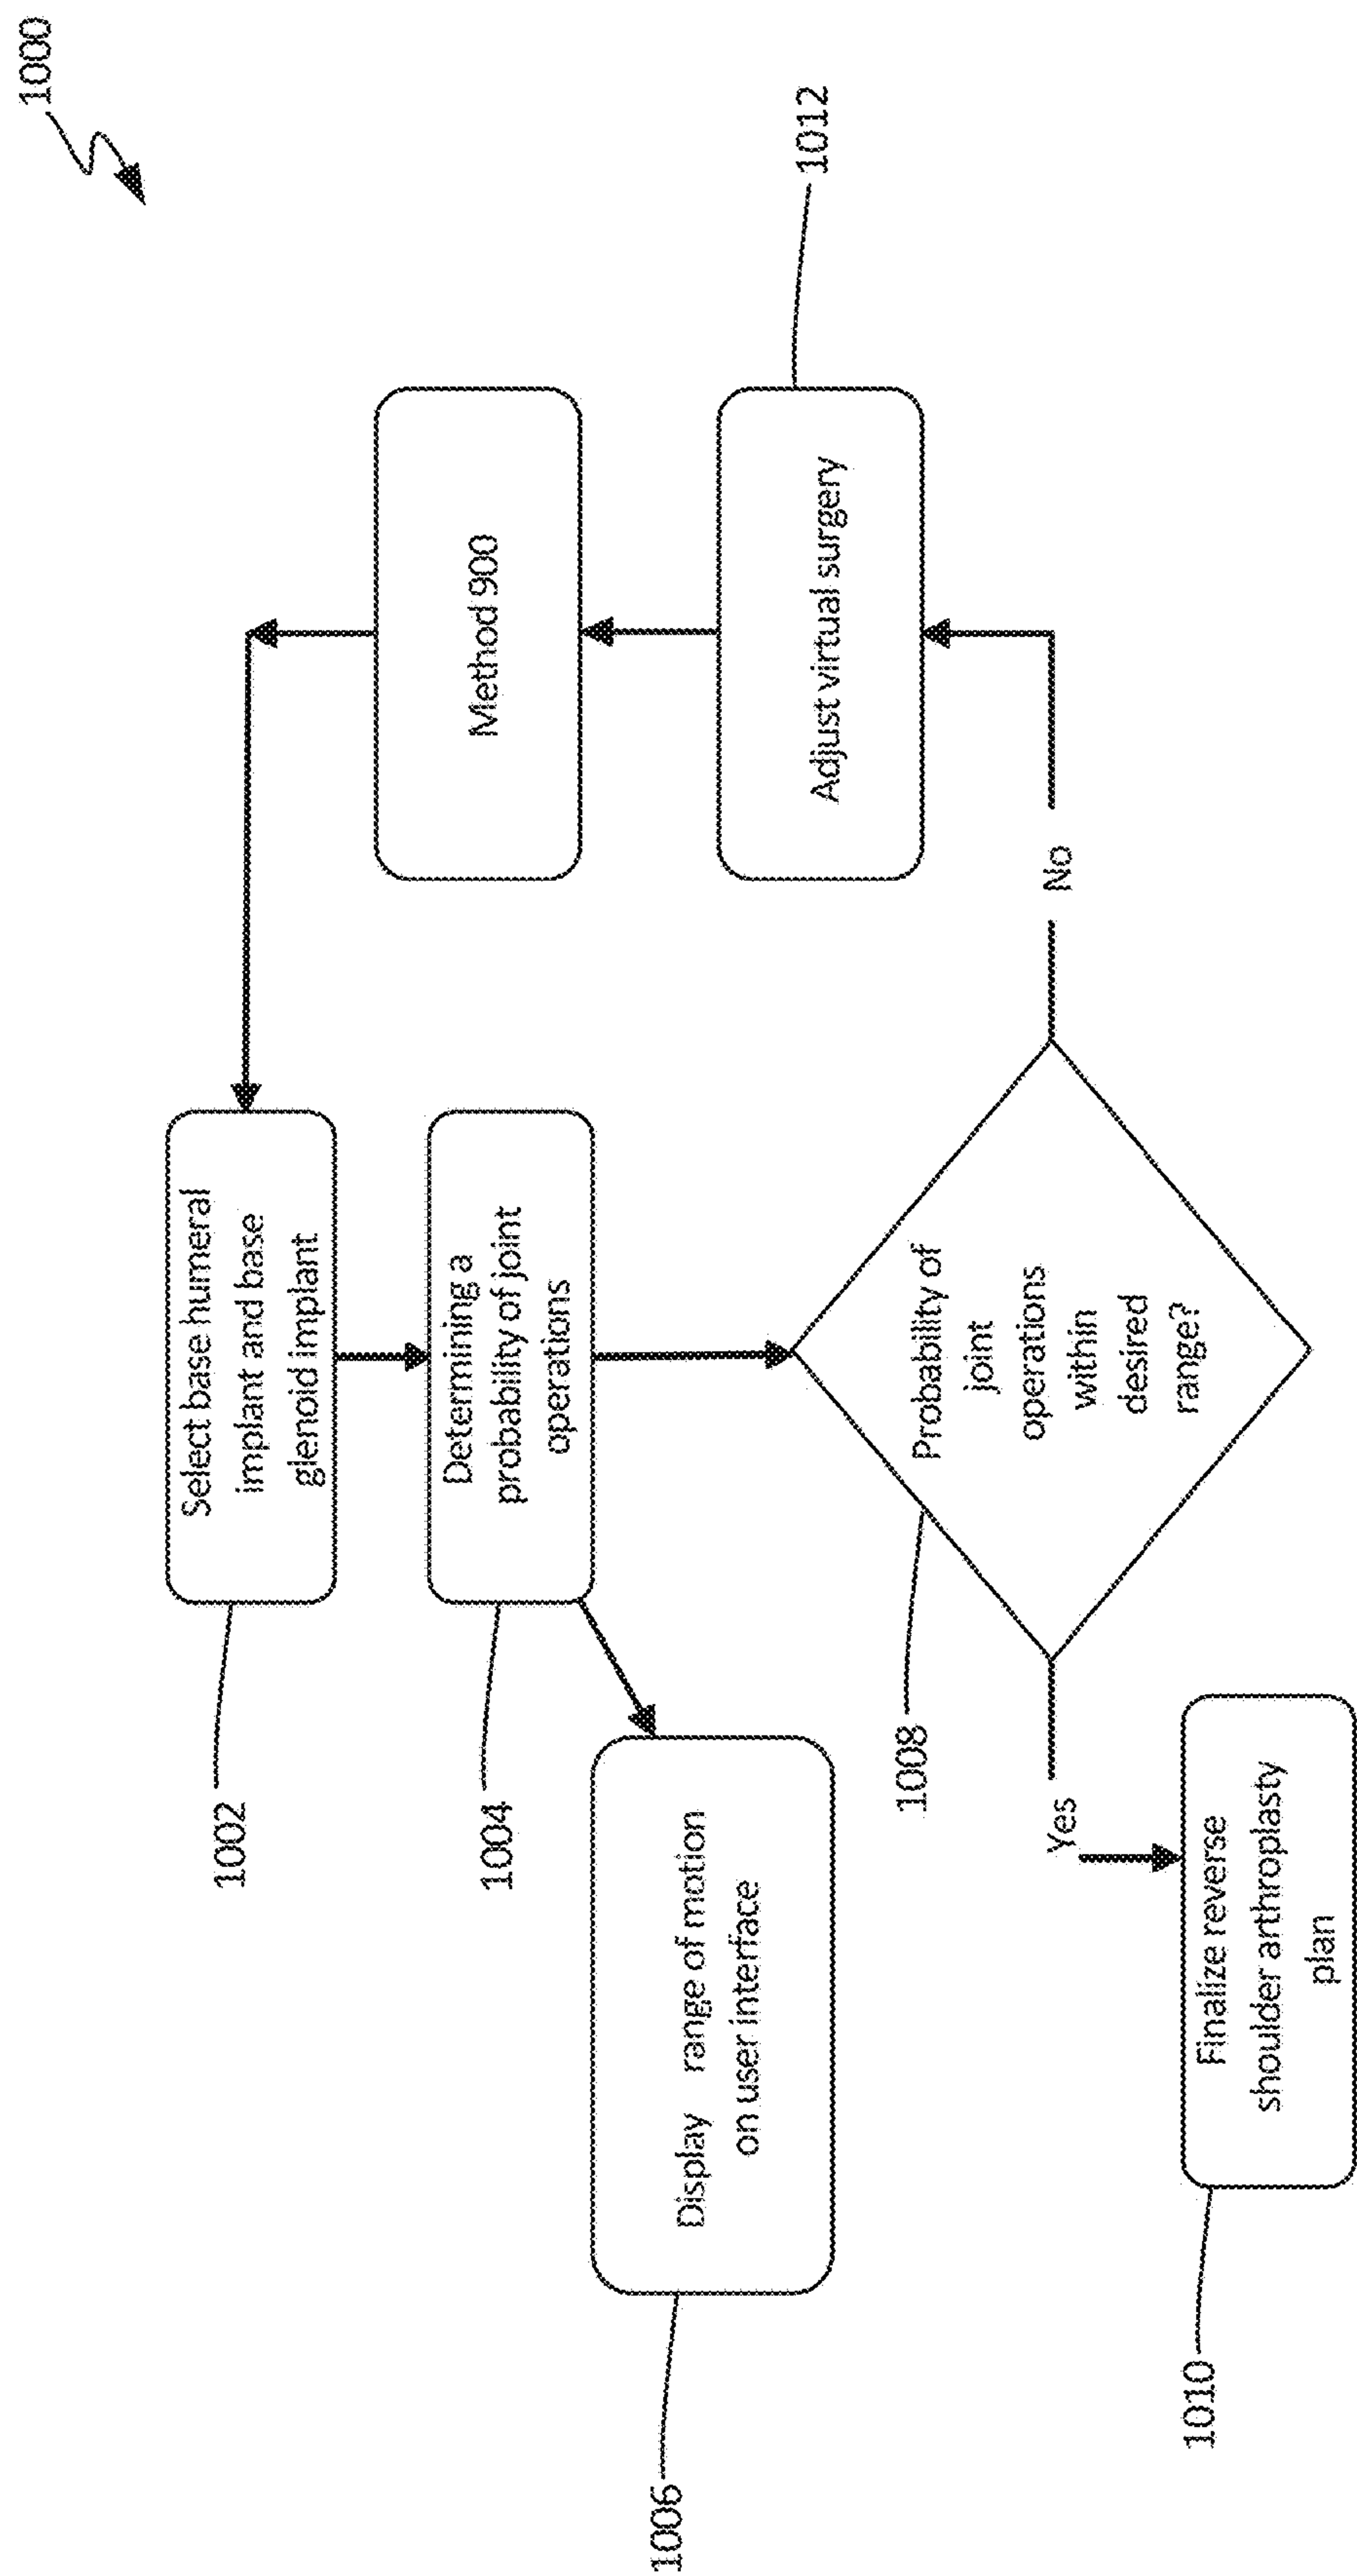 1000
1002
Select base humeral
implant and base
glenoid implant
1004
Determining a
probability of joint
operations
1006
Display range of motion
on user interface
1008
Probability of
joint
operations
within
desired
range?
Yes
No
1010
Finalize reverse
shoulder arthroplasty
plan
1012
Adjust virtual surgery
Method 900